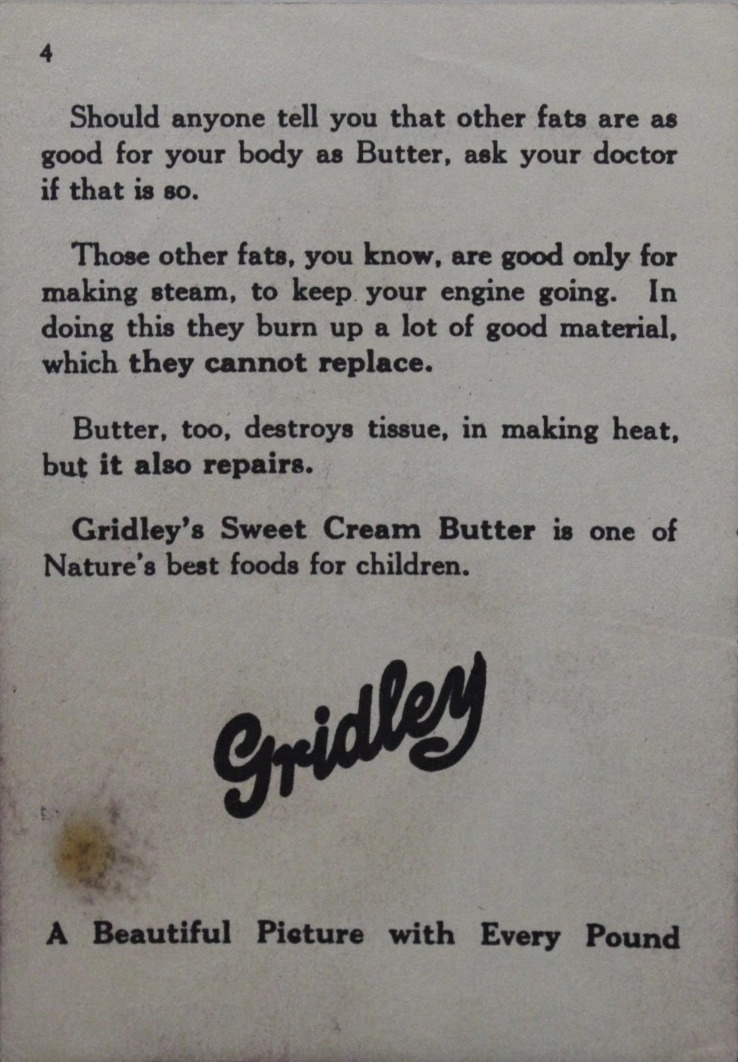 4
Should anyone tell you that other fats are as
good for your body as Butter, ask your doctor
if that is so.
Those other fats, you know, are good only for
making steam, to keep your engine going. In
doing this they burn up a lot of good material,
which they cannot replace.
Butter, too, destroys tissue, in making heat,
but it also repairs.
Gridley's Sweet Cream Butter is one of
Nature's best foods for children.
Gridley
A Beautiful Picture with Every Pound